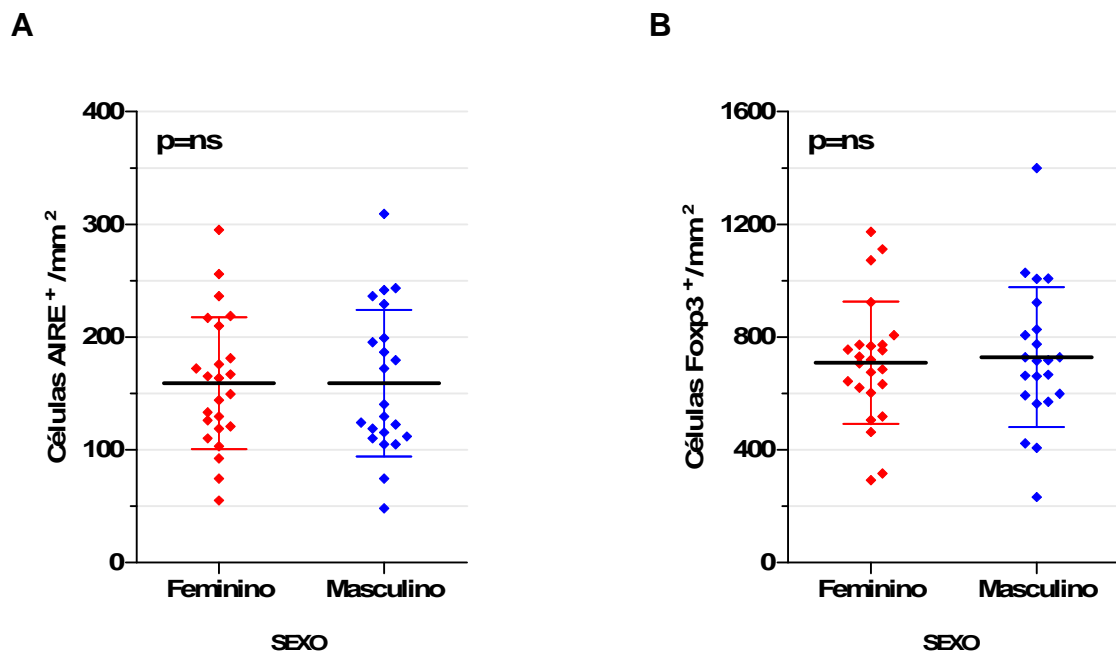 A
Células AIRE⁺/mm²
400
300
200
100
0
p=ns
Feminino
Masculino
SEXO
B
Células Foxp3⁺/mm²
1600
1200
800
400
0
p=ns
Feminino
Masculino
SEXO